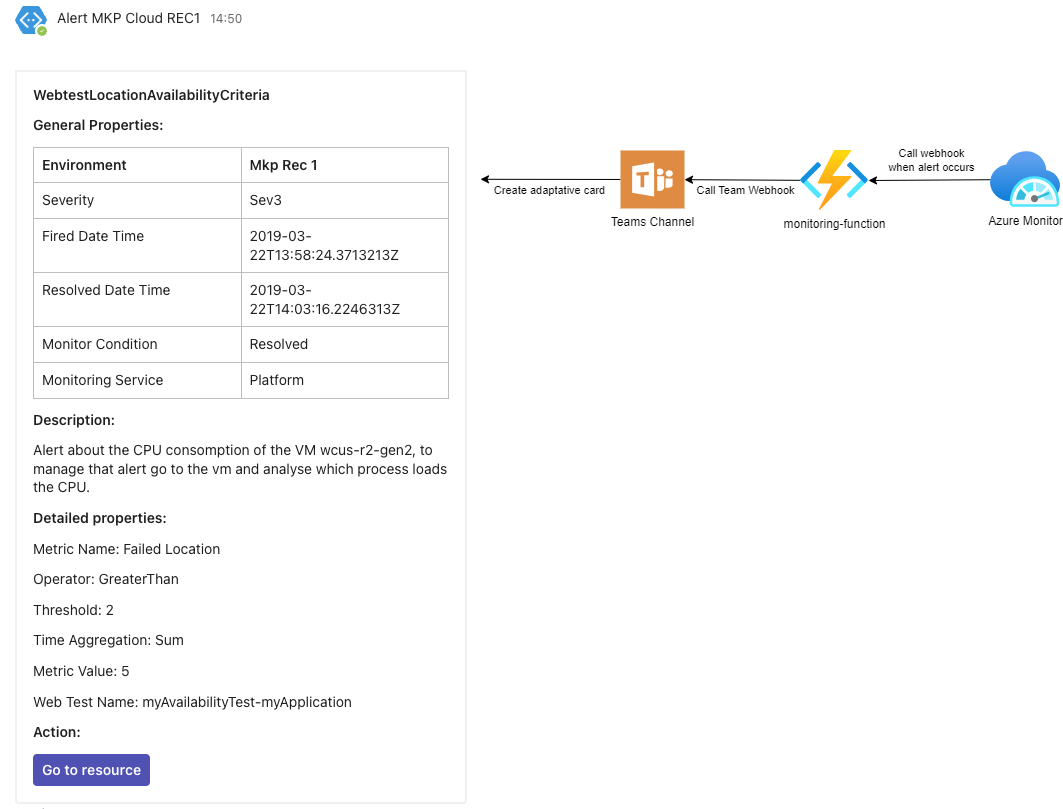 Alert MKP Cloud REC1 14:50
WebtestLocationAvailabilityCriteria
General Properties:
Environment Mkp Rec 1
Severity Sev3
Fired Date Time 2019-03-
22T13:58:24.3713213Z
Resolved Date Time 2019-03-
22T14:03:16.2246313Z
Monitor Condition Resolved
Monitoring Service Platform
Description:
Alert about the CPU consomption of the VM wcus-r2-gen2, to
manage that alert go to the vm and analyse which process loads
the CPU.
Detailed properties:
Metric Name: Failed Location
Operator: GreaterThan
Threshold: 2
Time Aggregation: Sum
Metric Value: 5
Web Test Name: myAvailabilityTest-myApplication
Action:
Go to resource
Create adaptative card
T
Teams Channel
Call Team Webhook
monitoring-function
Call webhook
when alert occurs
Azure Monitor